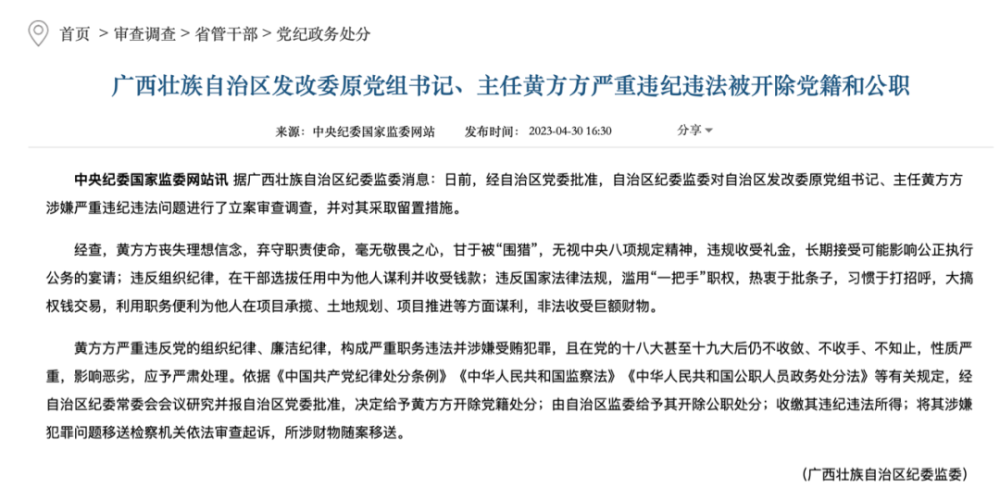 首页 > 审查调查 > 省管干部 > 党纪政务处分
广西壮族自治区发改委原党组书记、主任黄方方严重违纪违法被开除党籍和公职
来源：中央纪委国家监委网站 发布时间：2023-04-30 16:30 分享
中央纪委国家监委网站讯 据广西壮族自治区纪委监委消息：日前，经自治区党委批准，自治区纪委监委对自治区发改委原党组书记、主任黄方方
涉嫌严重违纪违法问题进行了立案审查调查，并对其采取留置措施。
经查，黄方方丧失理想信念，弃守职责使命，毫无敬畏之心，甘于被“围猎”，无视中央八项规定精神，违规收受礼金，长期接受可能影响公正执行
公务的宴请；违反组织纪律，在干部选拔任用中为他人谋利并收受钱款；违反国家法律法规，滥用“一把手”职权，热衷于批条子，习惯于打招呼，大搞
权钱交易，利用职务便利为他人在项目承揽、土地规划、项目推进等方面谋利，非法收受巨额财物。
黄方方严重违反党的组织纪律、廉洁纪律，构成严重职务违法并涉嫌受贿犯罪，且在党的十八大甚至十九大后仍不收敛、不收手、不知止，性质严
重，影响恶劣，应予严肃处理。依据《中国共产党纪律处分条例》《中华人民共和国监察法》《中华人民共和国公职人员政务处分法》等有关规定，经
自治区纪委常委会会议研究并报自治区党委批准，决定给予黄方方开除党籍处分；由自治区监委给予其开除公职处分；收缴其违纪违法所得；将其涉嫌
犯罪问题移送检察机关依法审查起诉，所涉财物随案移送。
（广西壮族自治区纪委监委）